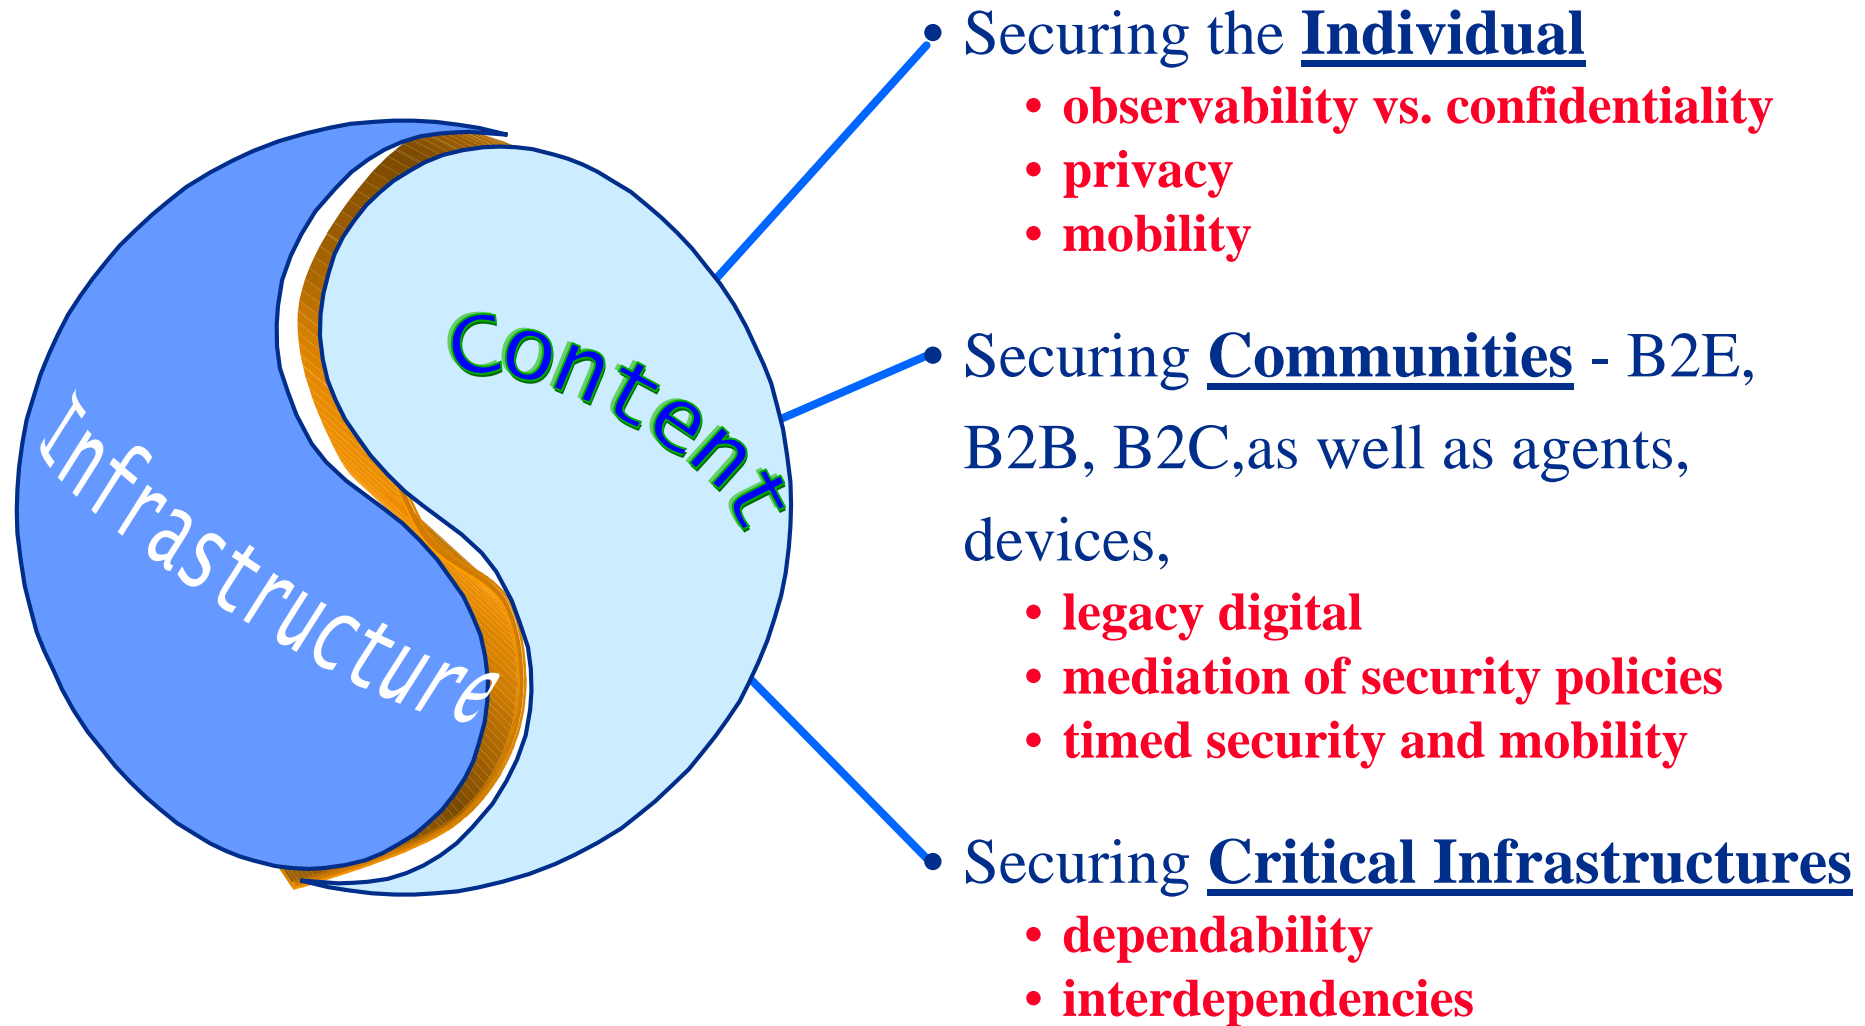 Infrastructure
Content
• Securing the Individual
• observability vs. confidentiality
• privacy
• mobility
• Securing Communities - B2E,
B2B, B2C,as well as agents,
devices,
• legacy digital
• mediation of security policies
• timed security and mobility
• Securing Critical Infrastructures
• dependability
• interdependencies